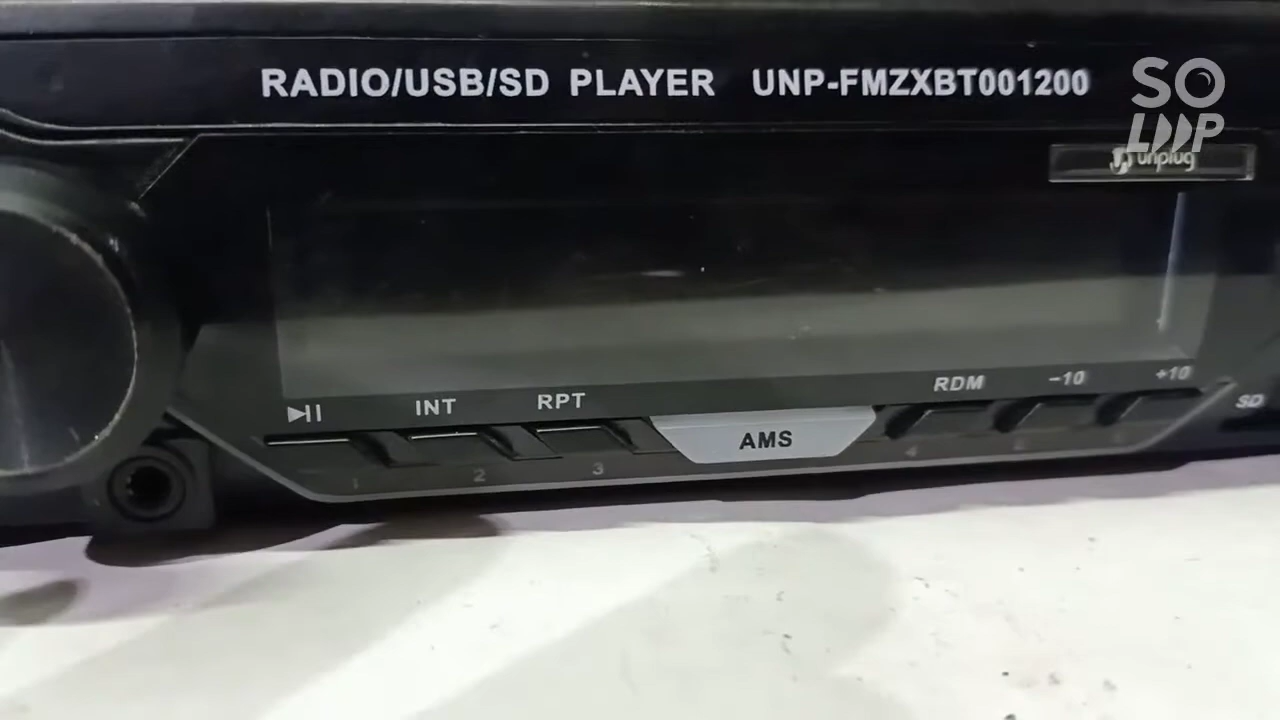 RADIO/USB/SD PLAYER UNP-FMZXBT001200
SO
LOOP
unplug
INT RPT RDM -10 +10
SD
AMS
1 2 3 4